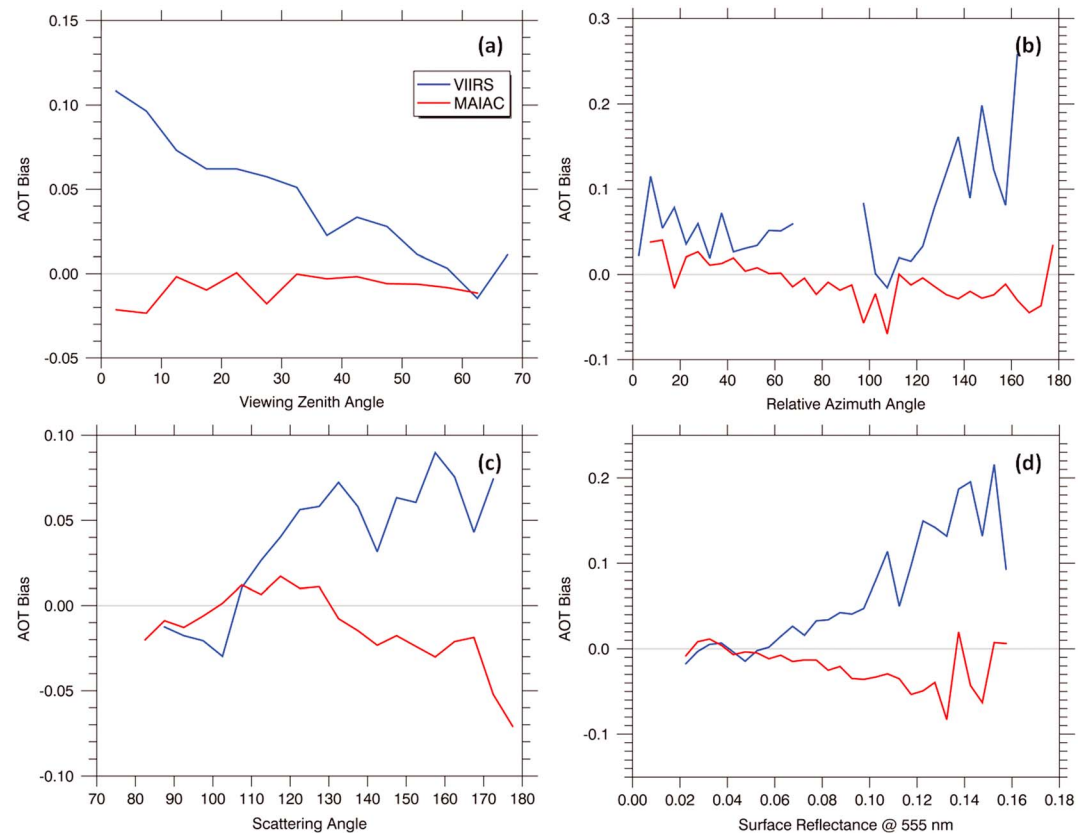 (a)
VIIRS
MAIAC
0.15
0.10
0.05
0.00
-0.05
AOT Bias
0 10 20 30 40 50 60 70
Viewing Zenith Angle
(b)
0.3
0.2
0.1
0.0
-0.1
AOT Bias
0 20 40 60 80 100 120 140 160 180
Relative Azimuth Angle
(c)
0.10
0.05
0.00
-0.05
-0.10
AOT Bias
70 80 90 100 110 120 130 140 150 160 170 180
Scattering Angle
(d)
0.2
0.1
0.0
-0.1
AOT Bias
0.00 0.02 0.04 0.06 0.08 0.10 0.12 0.14 0.16 0.18
Surface Reflectance @ 555 nm